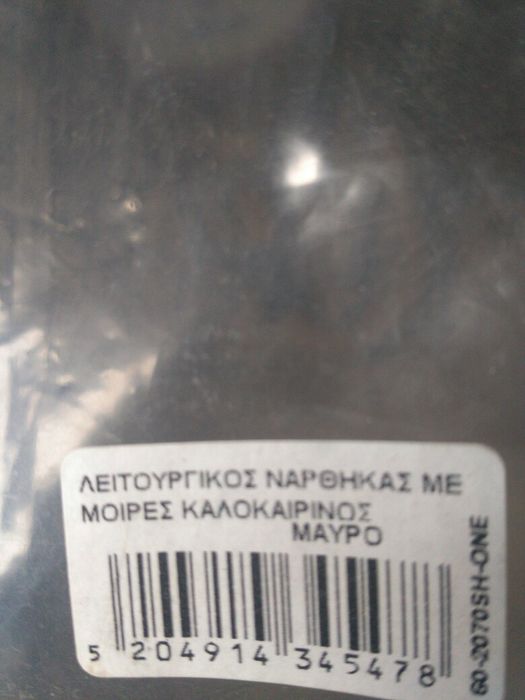 ΛΕΙΤΟΥΡΓΙΚΟΣ ΝΑΡΘΗΚΑΣ ΜΕ
ΜΟΙΡΕΣ ΚΑΛΟΚΑΙΡΙΝΟΣ
ΜΑΥΡΟ
5 204914 345478
60-2070SH-ONE